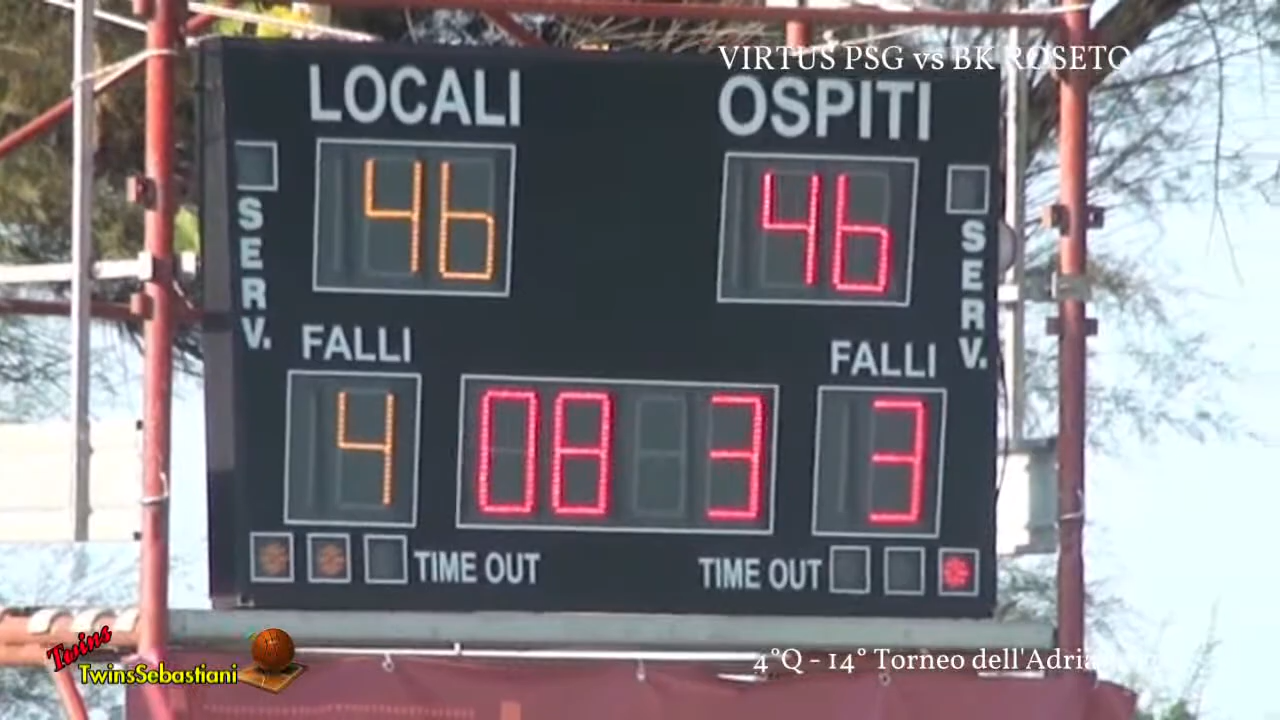 VIRTUS PSG vs BK ROSETO
LOCALI
OSPITI
46
46
SERV.
SERV.
FALLI
FALLI
4
08 3
3
TIME OUT
TIME OUT
Twins
TwinsSebastiani
4°Q - 14° Torneo dell'Adria